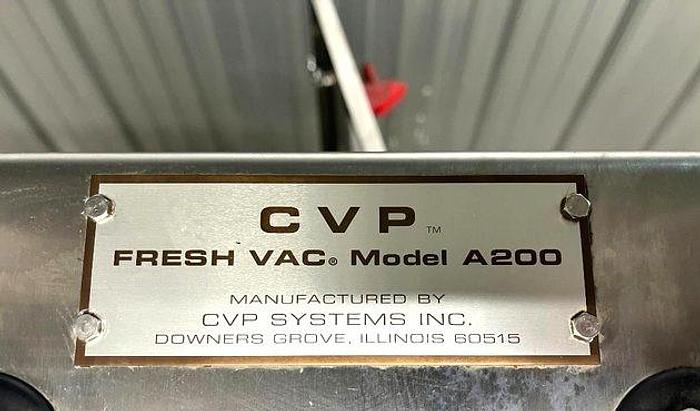 CVP™
FRESH VAC® Model A200
MANUFACTURED BY
CVP SYSTEMS INC.
DOWNERS GROVE, ILLINOIS 60515